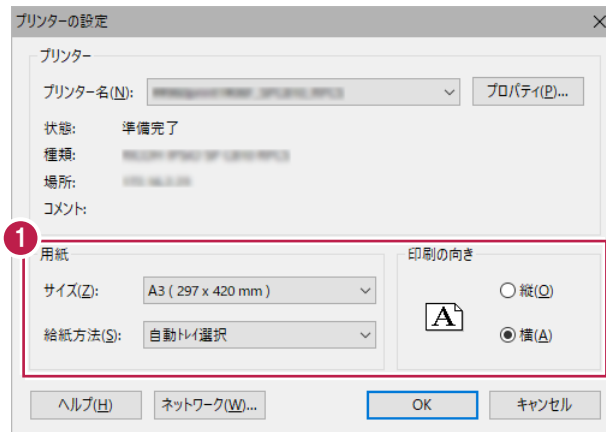 プリンターの設定
プリンター
プリンター名(N):
プロパティ(P)...
状態: 準備完了
種類:
場所:
コメント:
1
用紙
印刷の向き
サイズ(Z): A3 ( 297 x 420 mm )
縦(O)
A
給紙方法(S): 自動トレイ選択
横(A)
ヘルプ(H) ネットワーク(W)... OK キャンセル